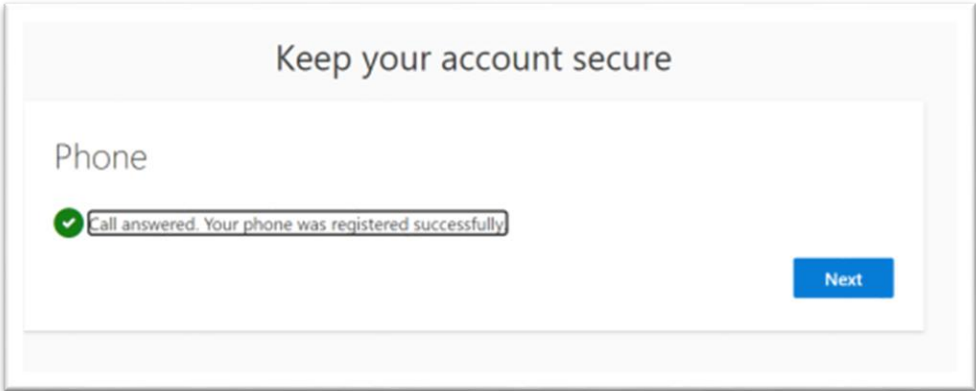 Keep your account secure
Phone
Call answered. Your phone was registered successfully.
Next